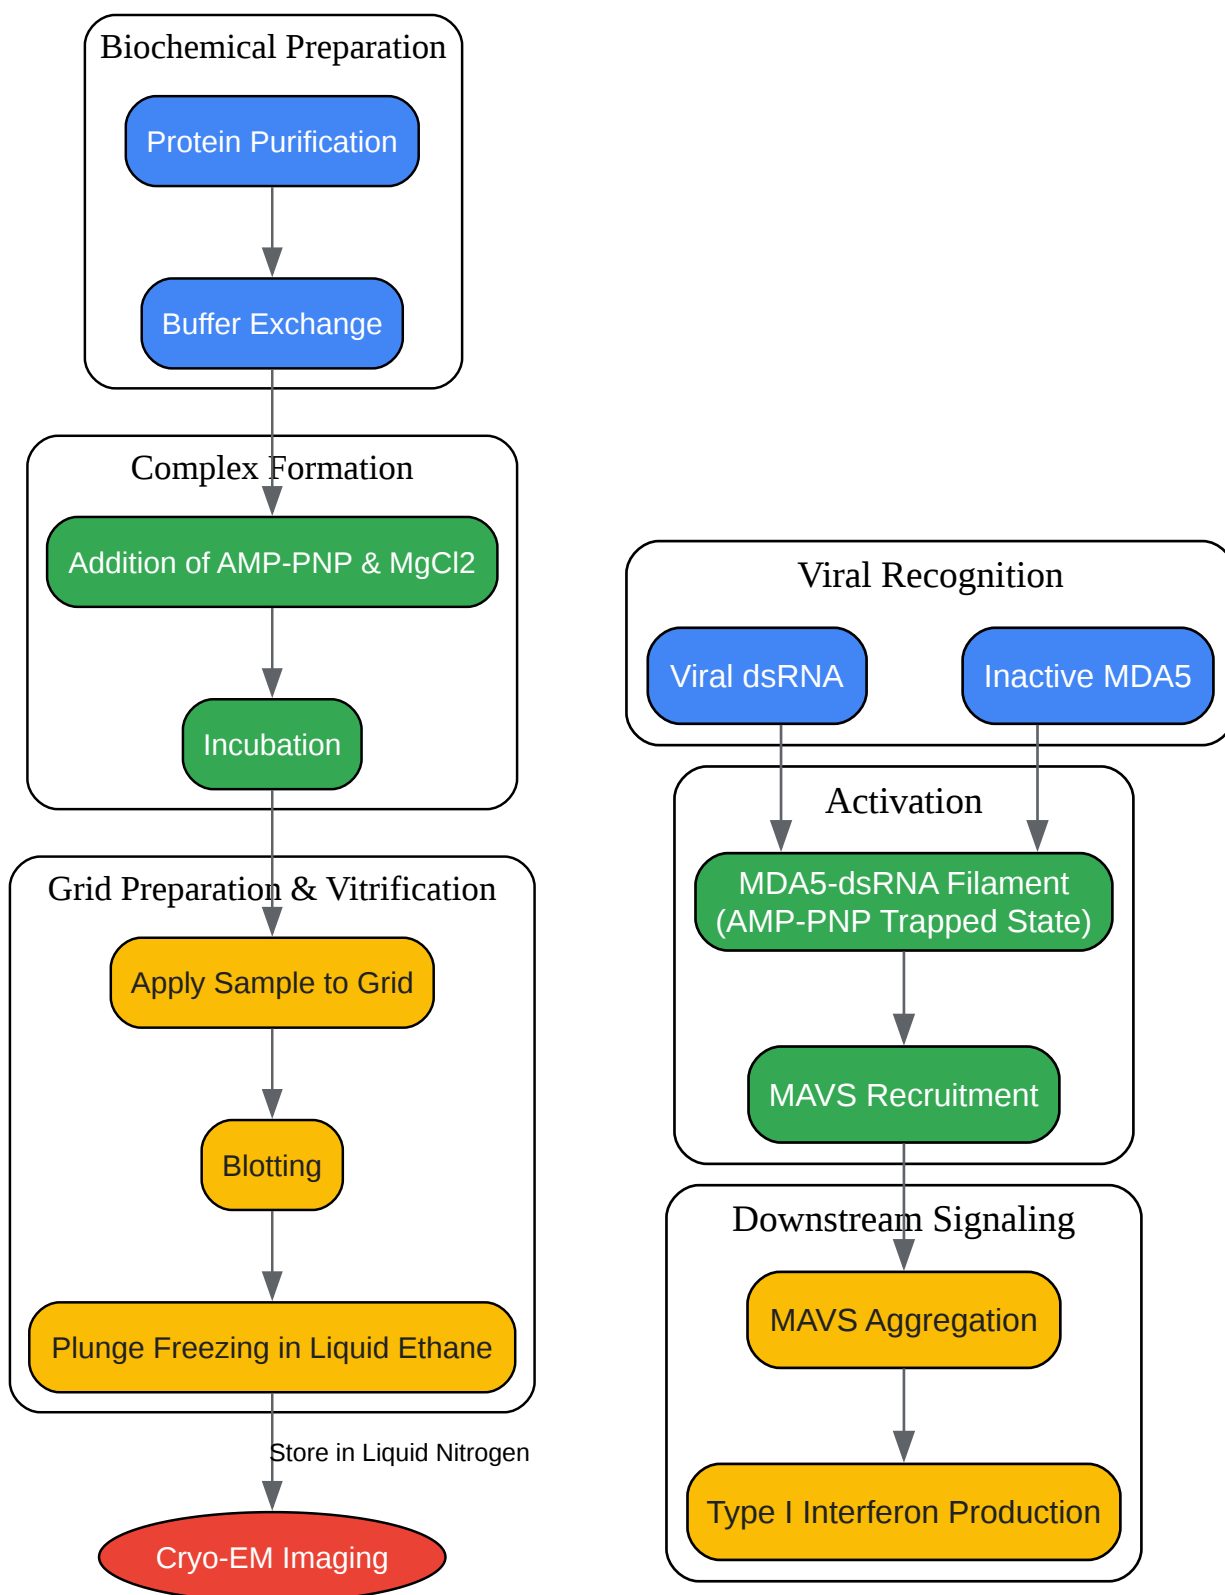 Biochemical Preparation
Protein Purification
Buffer Exchange
Complex Formation
Addition of AMP-PNP & MgCl2
Incubation
Grid Preparation & Vitrification
Apply Sample to Grid
Blotting
Plunge Freezing in Liquid Ethane
Store in Liquid Nitrogen
Cryo-EM Imaging
Viral Recognition
Viral dsRNA
Inactive MDA5
Activation
MDA5-dsRNA Filament
(AMP-PNP Trapped State)
MAVS Recruitment
Downstream Signaling
MAVS Aggregation
Type I Interferon Production